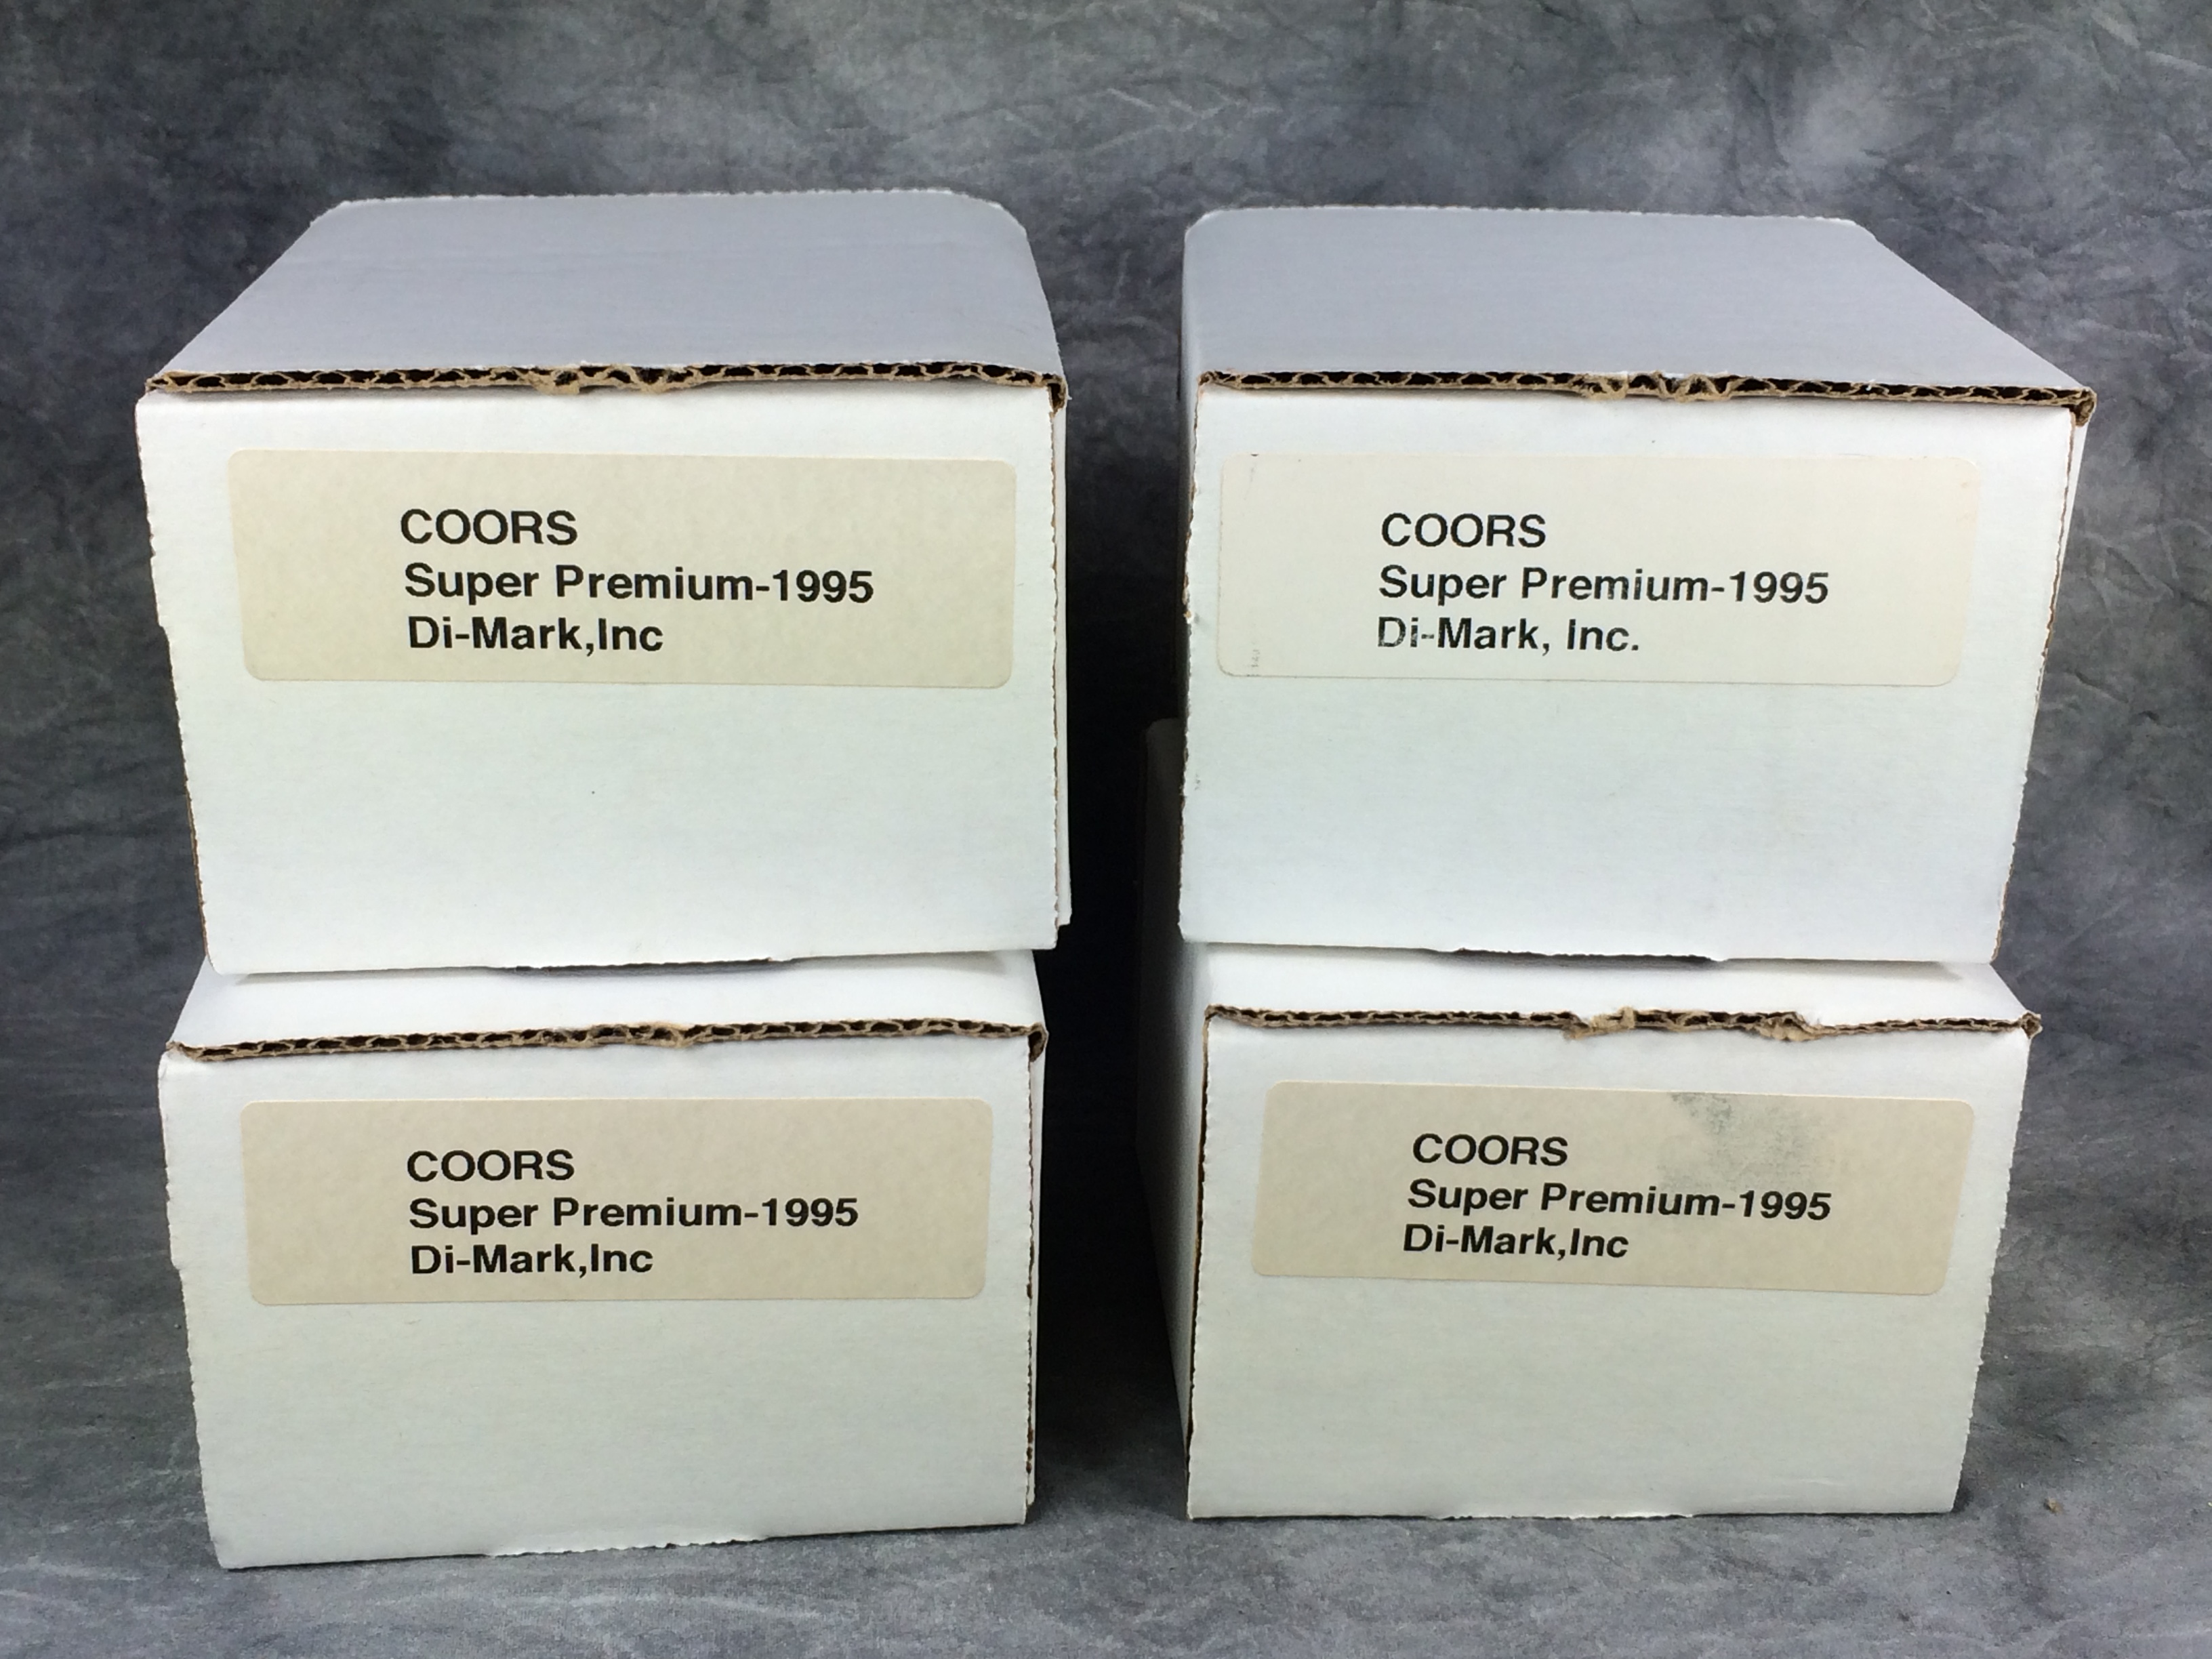 COORS
Super Premium-1995
Di-Mark,Inc
COORS
Super Premium-1995
Di-Mark, Inc.
COORS
Super Premium-1995
Di-Mark,Inc
COORS
Super Premium-1995
Di-Mark,Inc